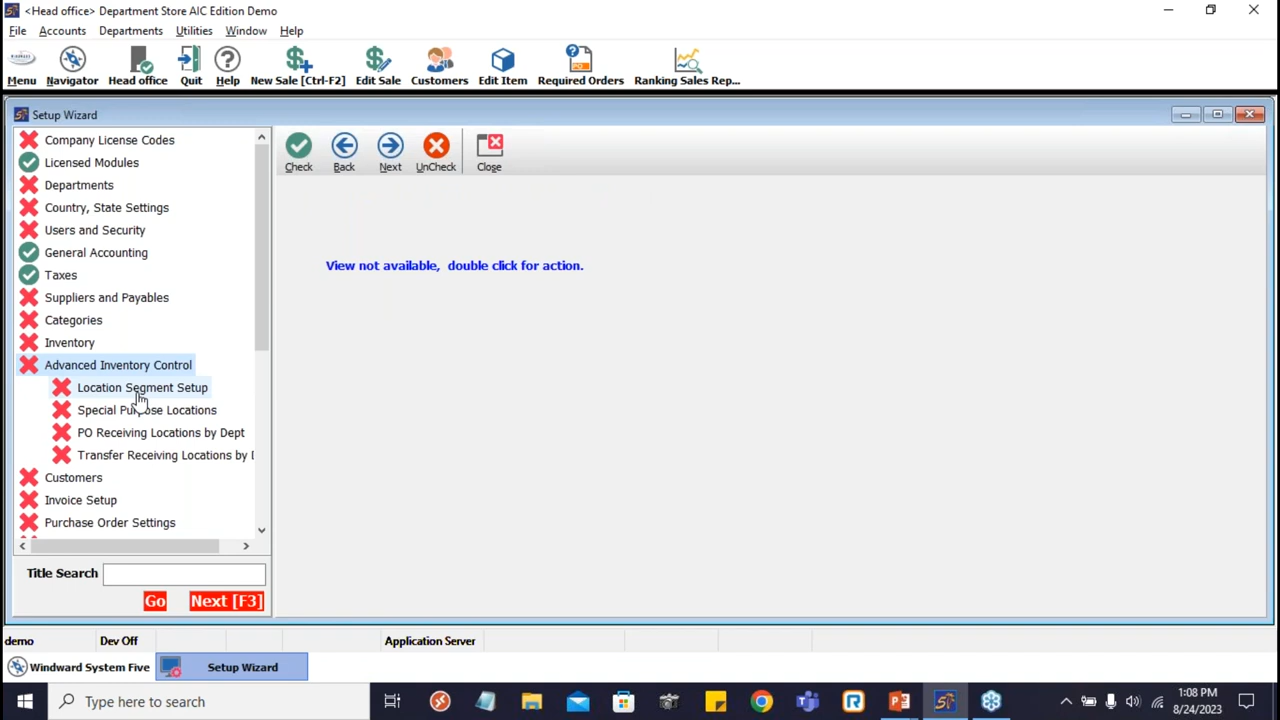 <Head office> Department Store AIC Edition Demo
File Accounts Departments Utilities Window Help
Menu Navigator Head office Quit Help New Sale [Ctrl-F2] Edit Sale Customers Edit Item Required Orders Ranking Sales Rep...
Setup Wizard
Company License Codes
Licensed Modules
Departments
Country, State Settings
Users and Security
General Accounting
Taxes
Suppliers and Payables
Categories
Inventory
Advanced Inventory Control
Location Segment Setup
Special Purpose Locations
PO Receiving Locations by Dept
Transfer Receiving Locations by D
Customers
Invoice Setup
Purchase Order Settings
Title Search
Go Next [F3]
Check Back Next UnCheck Close
View not available, double click for action.
demo Dev Off Application Server
Windward System Five Setup Wizard
Type here to search
1:08 PM
8/24/2023